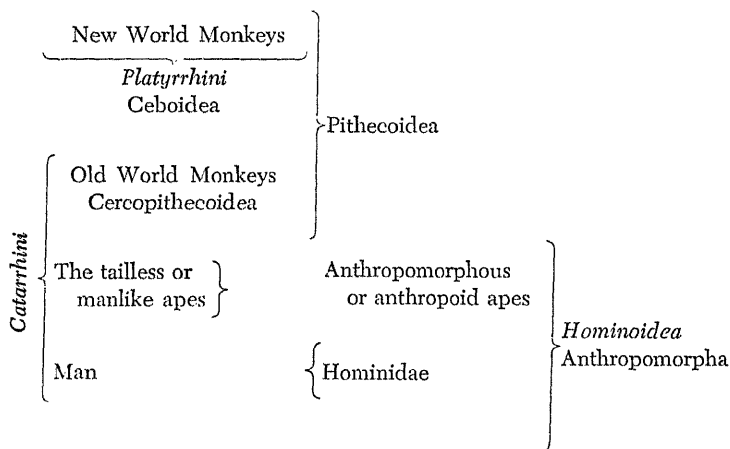 New World Monkeys
Platyrrhini
Ceboidea
Pithecoidea
Old World Monkeys
Cercopithecoidea
Catarrhini
The tailless or
manlike apes
Anthropomorphous
or anthropoid apes
Hominoidea
Anthropomorpha
Man
Hominidae